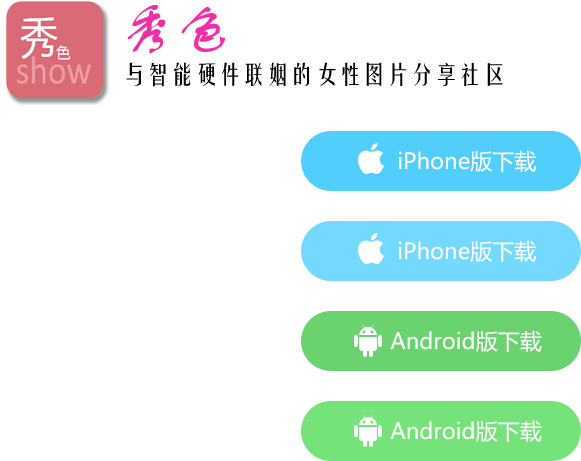 秀色
show
秀色
与智能硬件联姻的女性图片分享社区
iPhone版下载
iPhone版下载
Android版下载
Android版下载